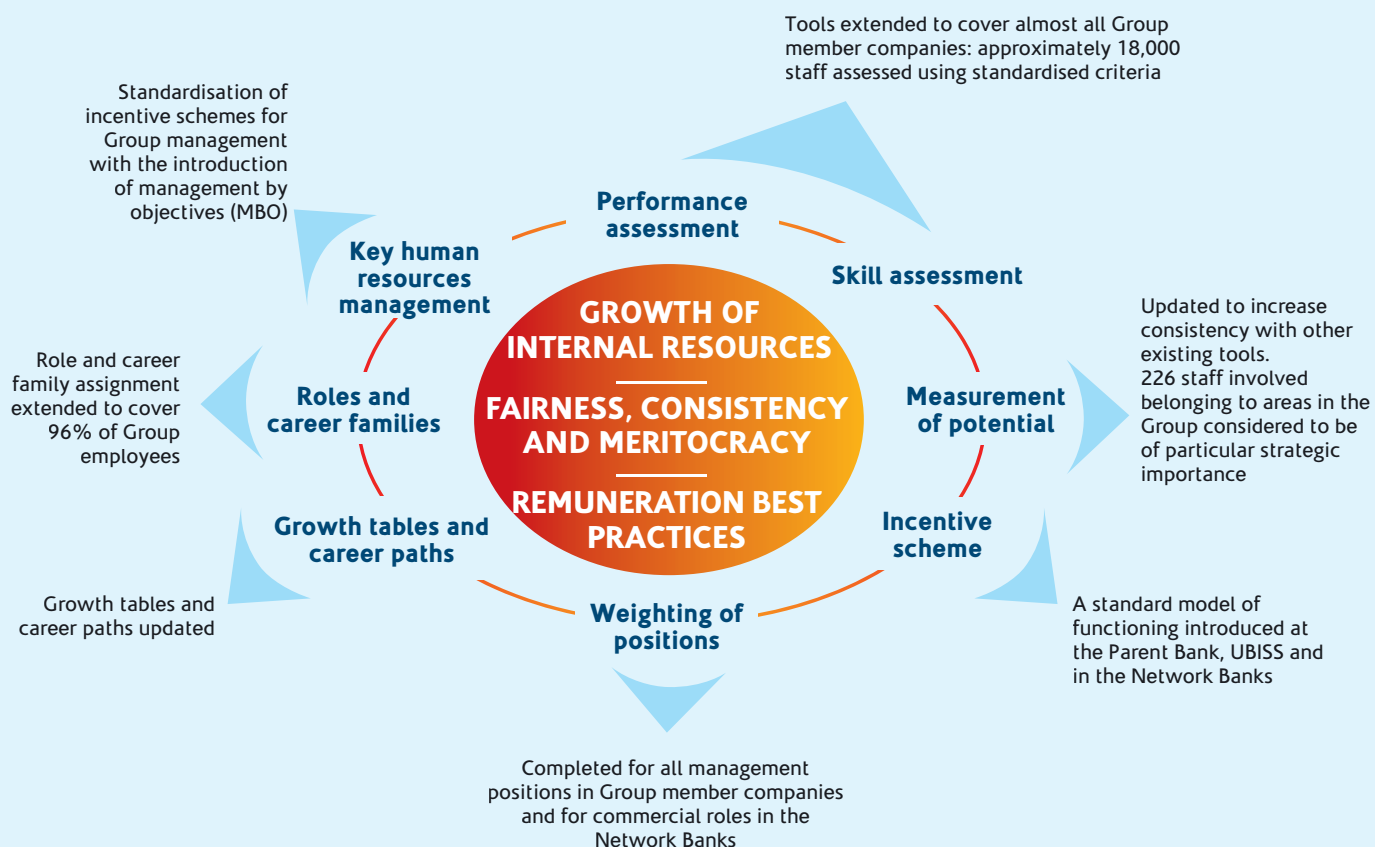 Tools extended to cover almost all Group
member companies: approximately 18,000
staff assessed using standardised criteria
Standardisation of
incentive schemes for
Group management
with the introduction
of management by
objectives (MBO)
Performance
assessment
Key human
resources
management
Skill assessment
GROWTH OF
INTERNAL RESOURCES
FAIRNESS, CONSISTENCY
AND MERITOCRACY
REMUNERATION BEST
PRACTICES
Updated to increase
consistency with other
existing tools.
226 staff involved
belonging to areas in the
Group considered to be
of particular strategic
importance
Role and career
family assignment
extended to cover
96% of Group
employees
Roles and
career families
Measurement
of potential
Growth tables and
career paths
Incentive
scheme
Growth tables and
career paths updated
Weighting of
positions
A standard model of
functioning introduced at
the Parent Bank, UBISS and
in the Network Banks
Completed for all management
positions in Group member companies
and for commercial roles in the
Network Banks